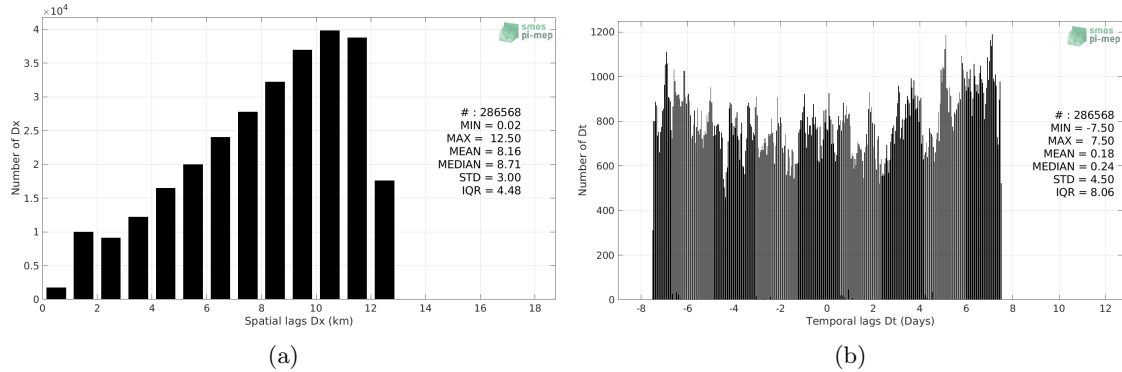 ×10⁴
4
3.5
3
2.5
2
1.5
1
0.5
0
Number of Dx
0 2 4 6 8 10 12 14 16 18
Spatial lags Dx (km)
smos
pi-mep
# : 286568
MIN = 0.02
MAX = 12.50
MEAN = 8.16
MEDIAN = 8.71
STD = 3.00
IQR = 4.48
(a)
1200
1000
800
600
400
200
0
Number of Dt
-8 -6 -4 -2 0 2 4 6 8 10 12
Temporal lags Dt (Days)
smos
pi-mep
# : 286568
MIN = -7.50
MAX = 7.50
MEAN = 0.18
MEDIAN = 0.24
STD = 4.50
IQR = 8.06
(b)